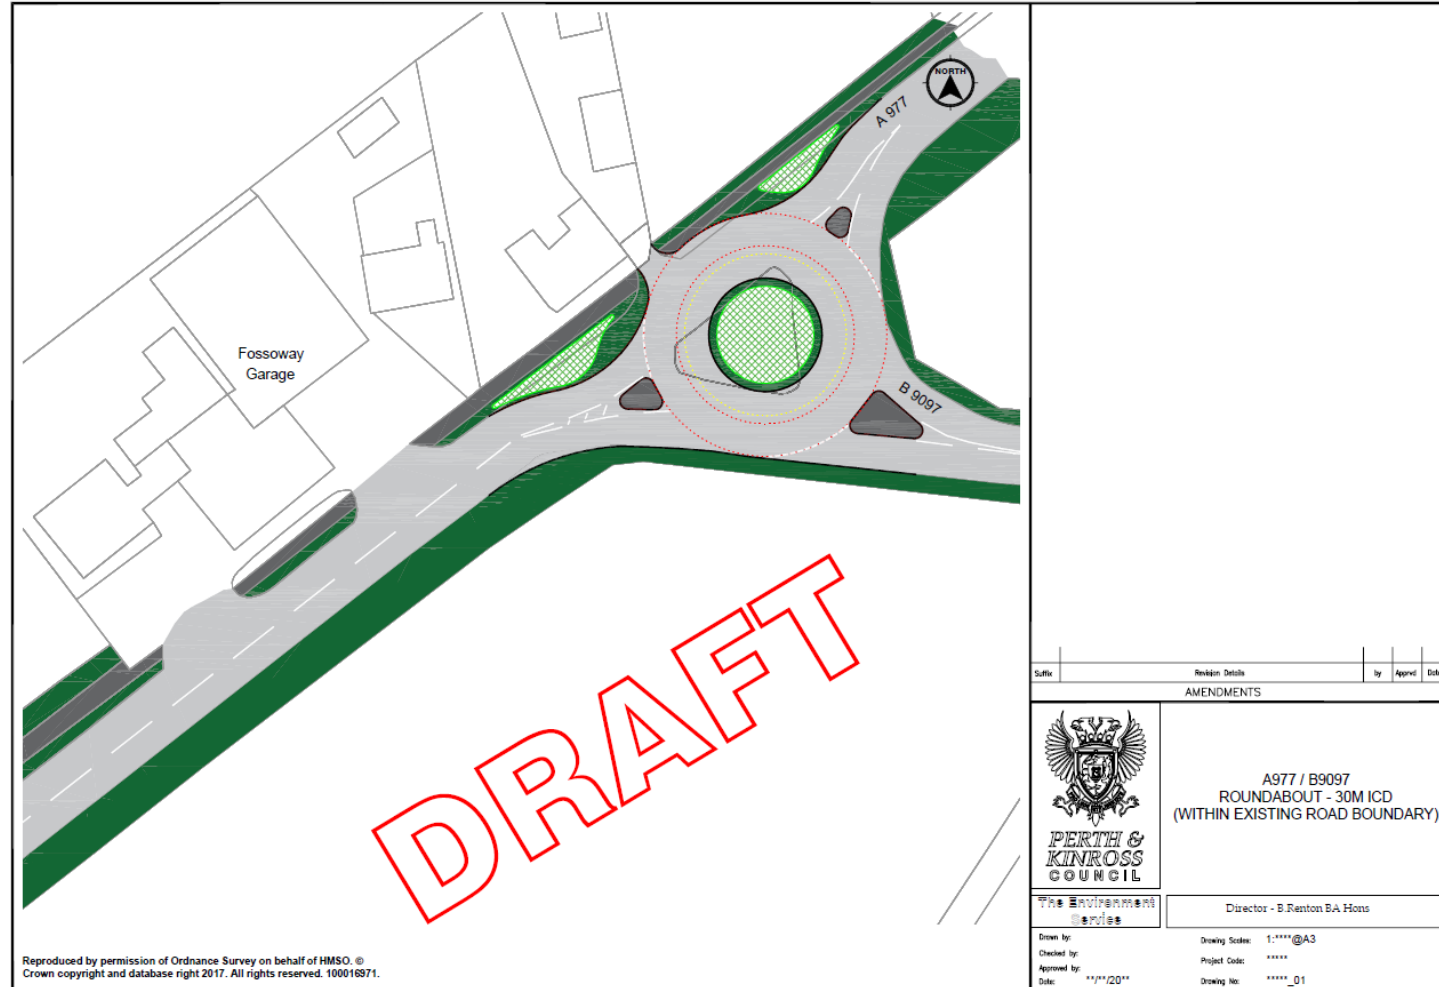 NORTH
A 977
Fossoway
Garage
B 9097
DRAFT
Reproduced by permission of Ordnance Survey on behalf of HMSO. ©
Crown copyright and database right 2017. All rights reserved. 100016971.
Suffix Revision Details by Apprvd Date
AMENDMENTS
A977 / B9097
ROUNDABOUT - 30M ICD
(WITHIN EXISTING ROAD BOUNDARY)
PERTH &
KINROSS
COUNCIL
The Environment
Service
Director - B.Renton BA Hons
Drawn by:
Checked by:
Approved by:
Date: **/**/20**
Drawing Scales: 1:****@A3
Project Code: *****
Drawing No: *****_01